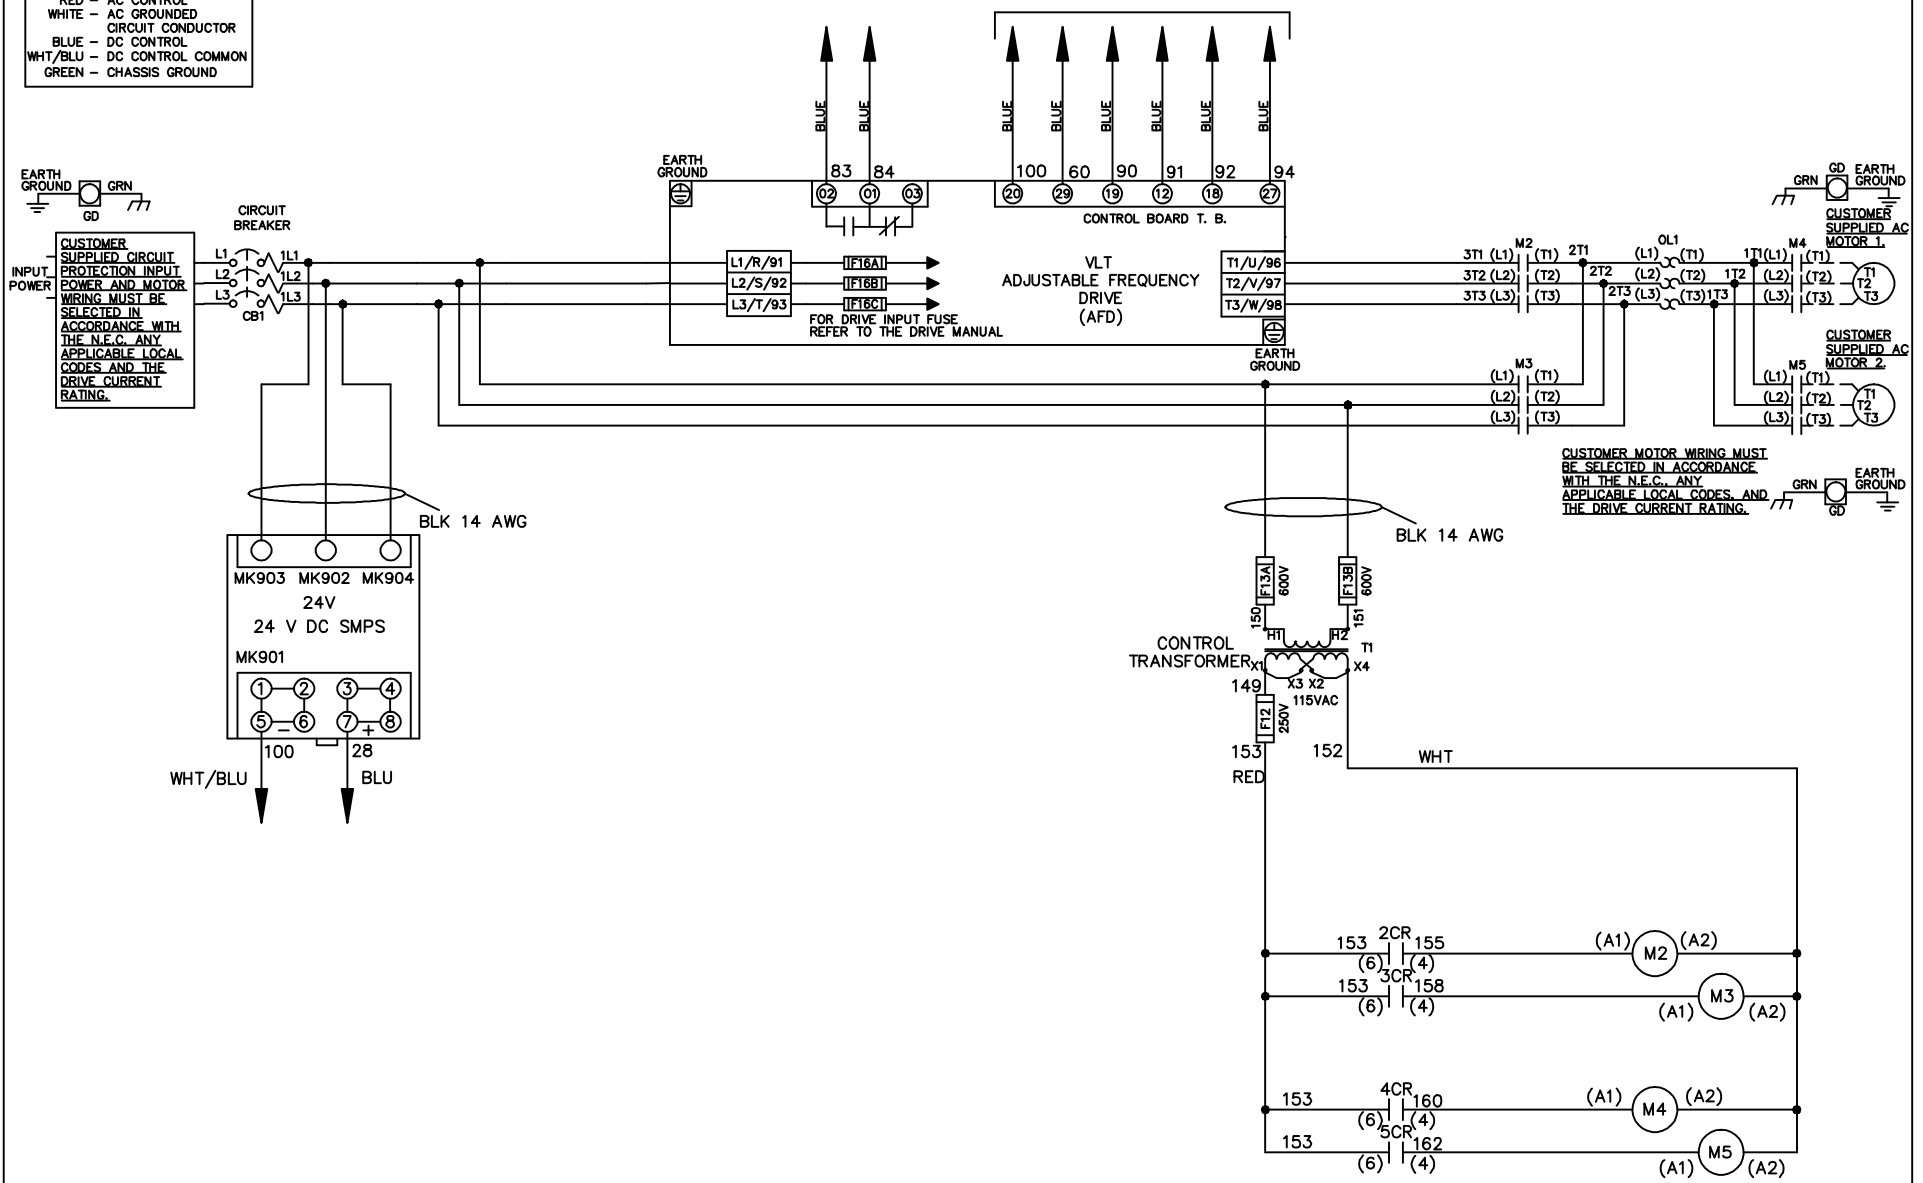 RED – AC CONTROL
WHITE – AC GROUNDED
CIRCUIT CONDUCTOR
BLUE – DC CONTROL
WHT/BLU – DC CONTROL COMMON
GREEN – CHASSIS GROUND
BLUE BLUE BLUE BLUE BLUE BLUE BLUE BLUE
EARTH
GROUND
GRN
GD
EARTH
GROUND
83 84 100 60 90 91 92 94
02 01 03 20 29 19 12 18 27
CONTROL BOARD T. B.
GD EARTH
GRN GROUND
CUSTOMER
SUPPLIED AC
MOTOR 1.
CIRCUIT
BREAKER
INPUT
POWER
CUSTOMER
SUPPLIED CIRCUIT
PROTECTION INPUT
POWER AND MOTOR
WIRING MUST BE
SELECTED IN
ACCORDANCE WITH
THE N.E.C. ANY
APPLICABLE LOCAL
CODES AND THE
DRIVE CURRENT
RATING.
L1 1L1
L2 1L2
L3 1L3
CB1
L1/R/91 F16A
L2/S/92 F16B
L3/T/93 F16C
FOR DRIVE INPUT FUSE
REFER TO THE DRIVE MANUAL
VLT
ADJUSTABLE FREQUENCY
DRIVE
(AFD)
T1/U/96
T2/V/97
T3/W/98
EARTH
GROUND
M2 OL1 M4
3T1 (L1) (T1) 2T1 (L1) (T1) 1T1 (L1) (T1) T1
3T2 (L2) (T2) 2T2 (L2) (T2) 1T2 (L2) (T2) T2
3T3 (L3) (T3) 2T3 (L3) (T3) 1T3 (L3) (T3) T3
CUSTOMER
SUPPLIED AC
MOTOR 2.
M3 M5
(L1) (T1) (L1) (T1) T1
(L2) (T2) (L2) (T2) T2
(L3) (T3) (L3) (T3) T3
CUSTOMER MOTOR WIRING MUST
BE SELECTED IN ACCORDANCE
WITH THE N.E.C., ANY
APPLICABLE LOCAL CODES, AND
THE DRIVE CURRENT RATING.
EARTH
GRN GROUND
GD
BLK 14 AWG
BLK 14 AWG
MK903 MK902 MK904
24V
24 V DC SMPS
MK901
1 2 3 4
5 – 6 7 + 8
100 28
WHT/BLU BLU
F13A 600V F13B 600V
150 151
H1 H2
T1
CONTROL
TRANSFORMER
X1 X4
X3 X2
115VAC
149
F12 250V
153 152
RED WHT
2CR
153 155 (A1) M2 (A2)
(6) (4)
3CR
153 158 M3
(6) (4) (A1) (A2)
4CR
153 160 (A1) M4 (A2)
(6) (4)
5CR
153 162 M5
(6) (4) (A1) (A2)